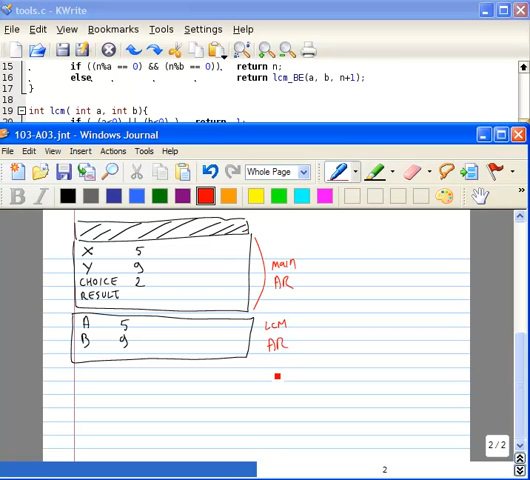 tools.c - KWrite
File Edit View Bookmarks Tools Settings Help
15 . if ((n%a == 0) && (n%b == 0)). return n;
16 . else. . . . return lcm_BE(a, b, n+1);
17 }
18
19 int lcm( int a, int b){
103-A03.jnt - Windows Journal
File Edit View Insert Actions Tools Help
Whole Page
B I
X 5
Y 9
CHOICE 2
RESULT
main
AR
A 5
B 9
LCM
AR
2/2
2